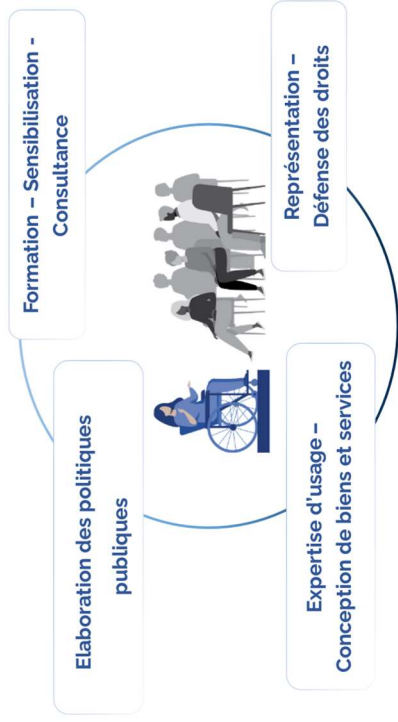 Elaboration des politiques
publiques
Formation – Sensibilisation -
Consultance
Expertise d'usage –
Conception de biens et services
Représentation –
Défense des droits